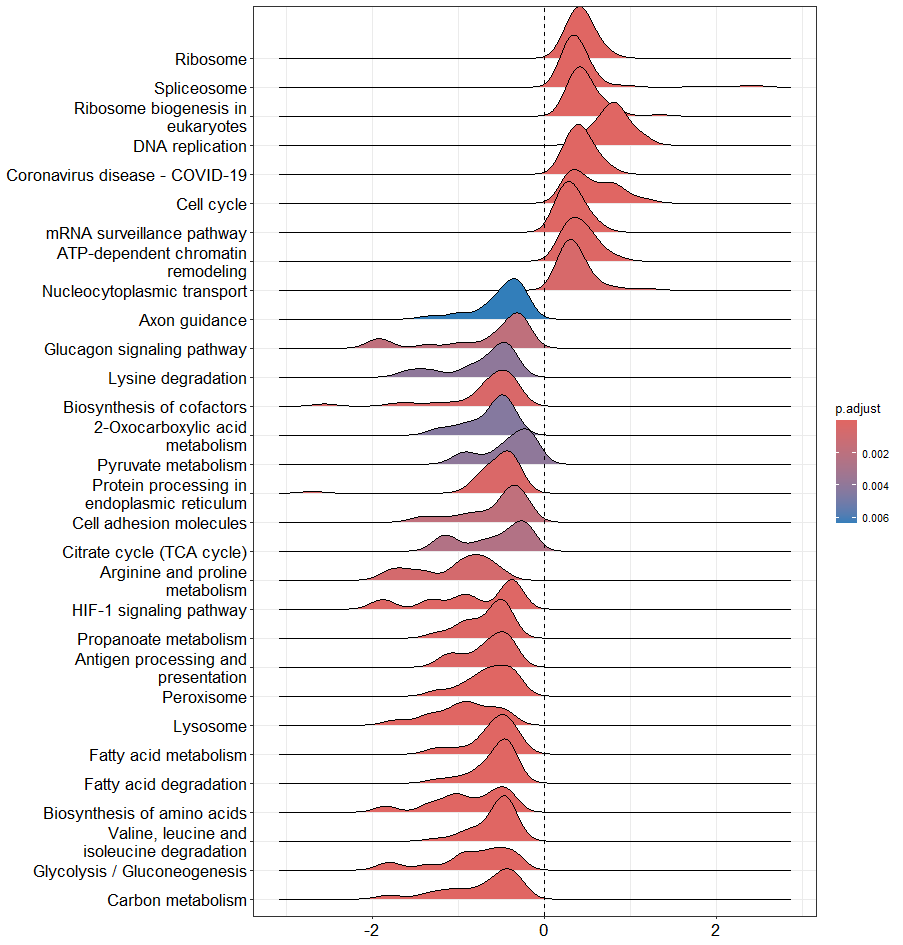 Ribosome
Spliceosome
Ribosome biogenesis in
eukaryotes
DNA replication
Coronavirus disease - COVID-19
Cell cycle
mRNA surveillance pathway
ATP-dependent chromatin
remodeling
Nucleocytoplasmic transport
Axon guidance
Glucagon signaling pathway
Lysine degradation
Biosynthesis of cofactors
2-Oxocarboxylic acid
metabolism
Pyruvate metabolism
Protein processing in
endoplasmic reticulum
Cell adhesion molecules
Citrate cycle (TCA cycle)
Arginine and proline
metabolism
HIF-1 signaling pathway
Propanoate metabolism
Antigen processing and
presentation
Peroxisome
Lysosome
Fatty acid metabolism
Fatty acid degradation
Biosynthesis of amino acids
Valine, leucine and
isoleucine degradation
Glycolysis / Gluconeogenesis
Carbon metabolism
-2 0 2
p.adjust
0.002
0.004
0.006